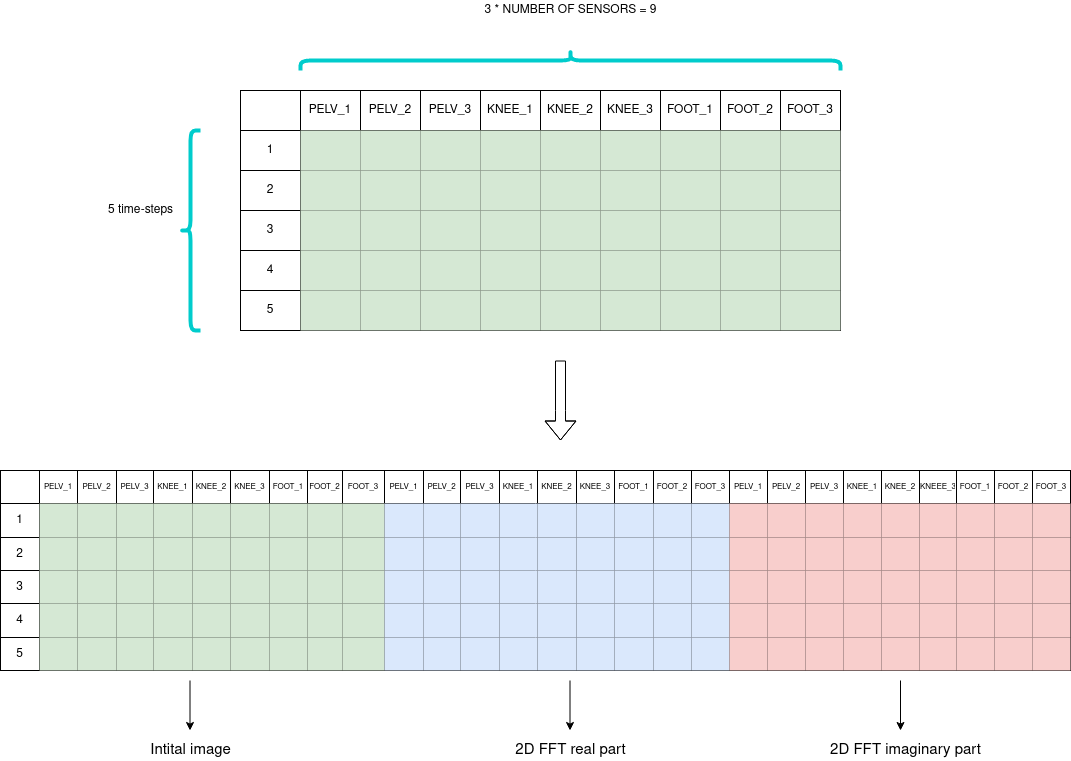 3 * NUMBER OF SENSORS = 9
PELV_1 PELV_2 PELV_3 KNEE_1 KNEE_2 KNEE_3 FOOT_1 FOOT_2 FOOT_3
1
2
5 time-steps
3
4
5
PELV_1 PELV_2 PELV_3 KNEE_1 KNEE_2 KNEE_3 FOOT_1 FOOT_2 FOOT_3 PELV_1 PELV_2 PELV_3 KNEE_1 KNEE_2 KNEE_3 FOOT_1 FOOT_2 FOOT_3 PELV_1 PELV_2 PELV_3 KNEE_1 KNEE_2 KNEEE_3 FOOT_1 FOOT_2 FOOT_3
1
2
3
4
5
Intital image 2D FFT real part 2D FFT imaginary part